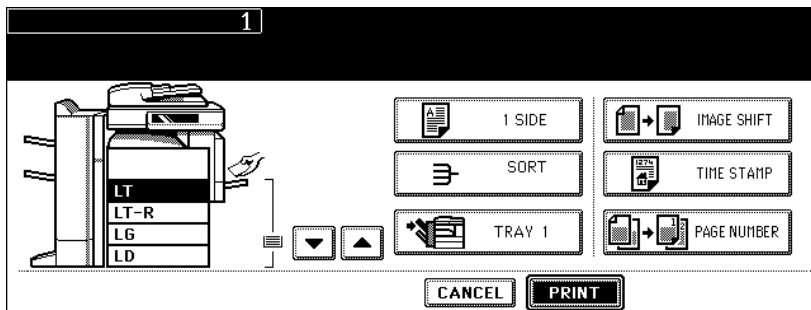 1
LT
LT-R
LG
LD
1 SIDE
SORT
TRAY 1
IMAGE SHIFT
TIME STAMP
PAGE NUMBER
CANCEL
PRINT